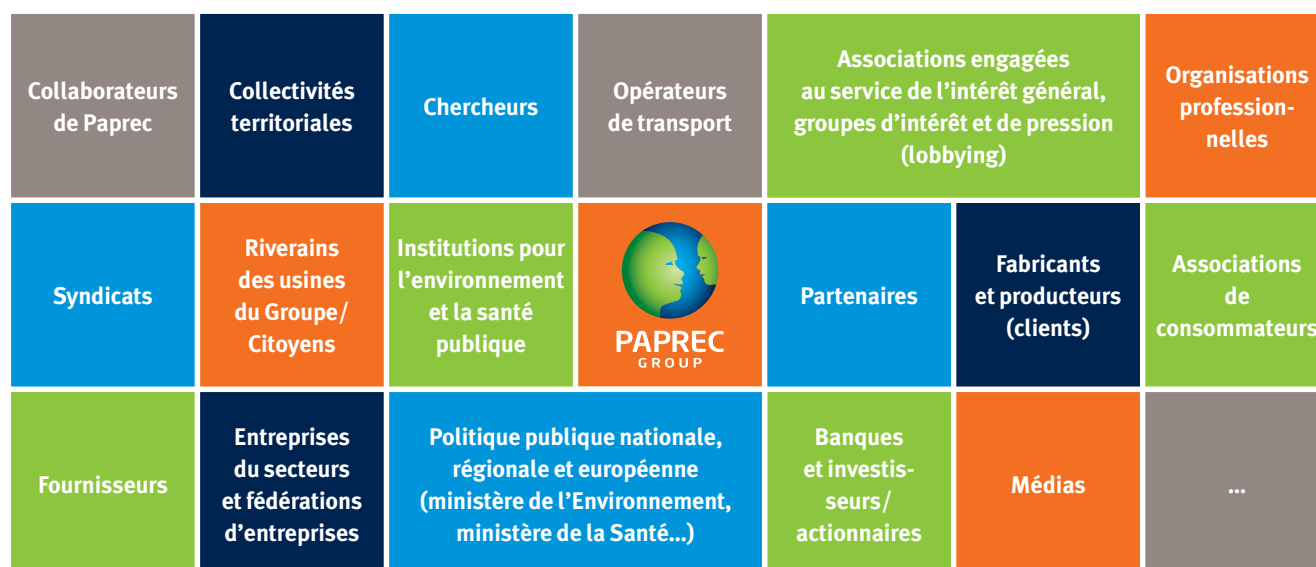 Collaborateurs
de Paprec
Collectivités
territoriales
Chercheurs
Opérateurs
de transport
Associations engagées
au service de l'intérêt général,
groupes d'intérêt et de pression
(lobbying)
Organisations
profession-
nelles
Syndicats
Riverains
des usines
du Groupe/
Citoyens
Institutions pour
l'environnement
et la santé
publique
PAPREC
GROUP
Partenaires
Fabricants
et producteurs
(clients)
Associations
de
consommateurs
Fournisseurs
Entreprises
du secteurs
et fédérations
d'entreprises
Politique publique nationale,
régionale et européenne
(ministère de l'Environnement,
ministère de la Santé...)
Banques
et investis-
seurs/
actionnaires
Médias
...